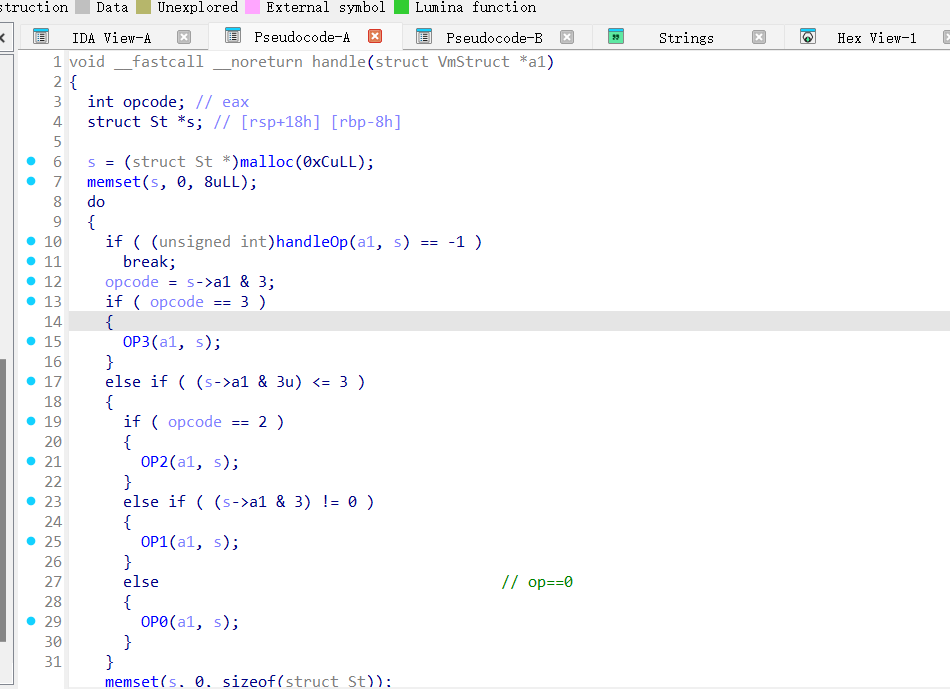 struction Data Unexplored External symbol Lumina function
IDA View-A Pseudocode-A Pseudocode-B Strings Hex View-1
1 void __fastcall __noreturn handle(struct VmStruct *a1)
2 {
3 int opcode; // eax
4 struct St *s; // [rsp+18h] [rbp-8h]
5
6 s = (struct St *)malloc(0xCuLL);
7 memset(s, 0, 8uLL);
8 do
9 {
10 if ( (unsigned int)handleOp(a1, s) == -1 )
11 break;
12 opcode = s->a1 & 3;
13 if ( opcode == 3 )
14 {
15 OP3(a1, s);
16 }
17 else if ( (s->a1 & 3u) <= 3 )
18 {
19 if ( opcode == 2 )
20 {
21 OP2(a1, s);
22 }
23 else if ( (s->a1 & 3) != 0 )
24 {
25 OP1(a1, s);
26 }
27 else // op==0
28 {
29 OP0(a1, s);
30 }
31 }
memset(s, 0, sizeof(struct St));